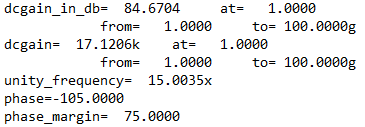 dcgain_in_db=  84.6704     at=   1.0000
from=   1.0000     to= 100.0000g
dcgain=  17.1206k    at=   1.0000
from=   1.0000     to= 100.0000g
unity_frequency=  15.0035x
phase=-105.0000
phase_margin=  75.0000